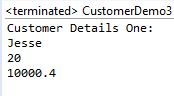 <terminated> CustomerDemo3
Customer Details One:
Jesse
20
10000.4